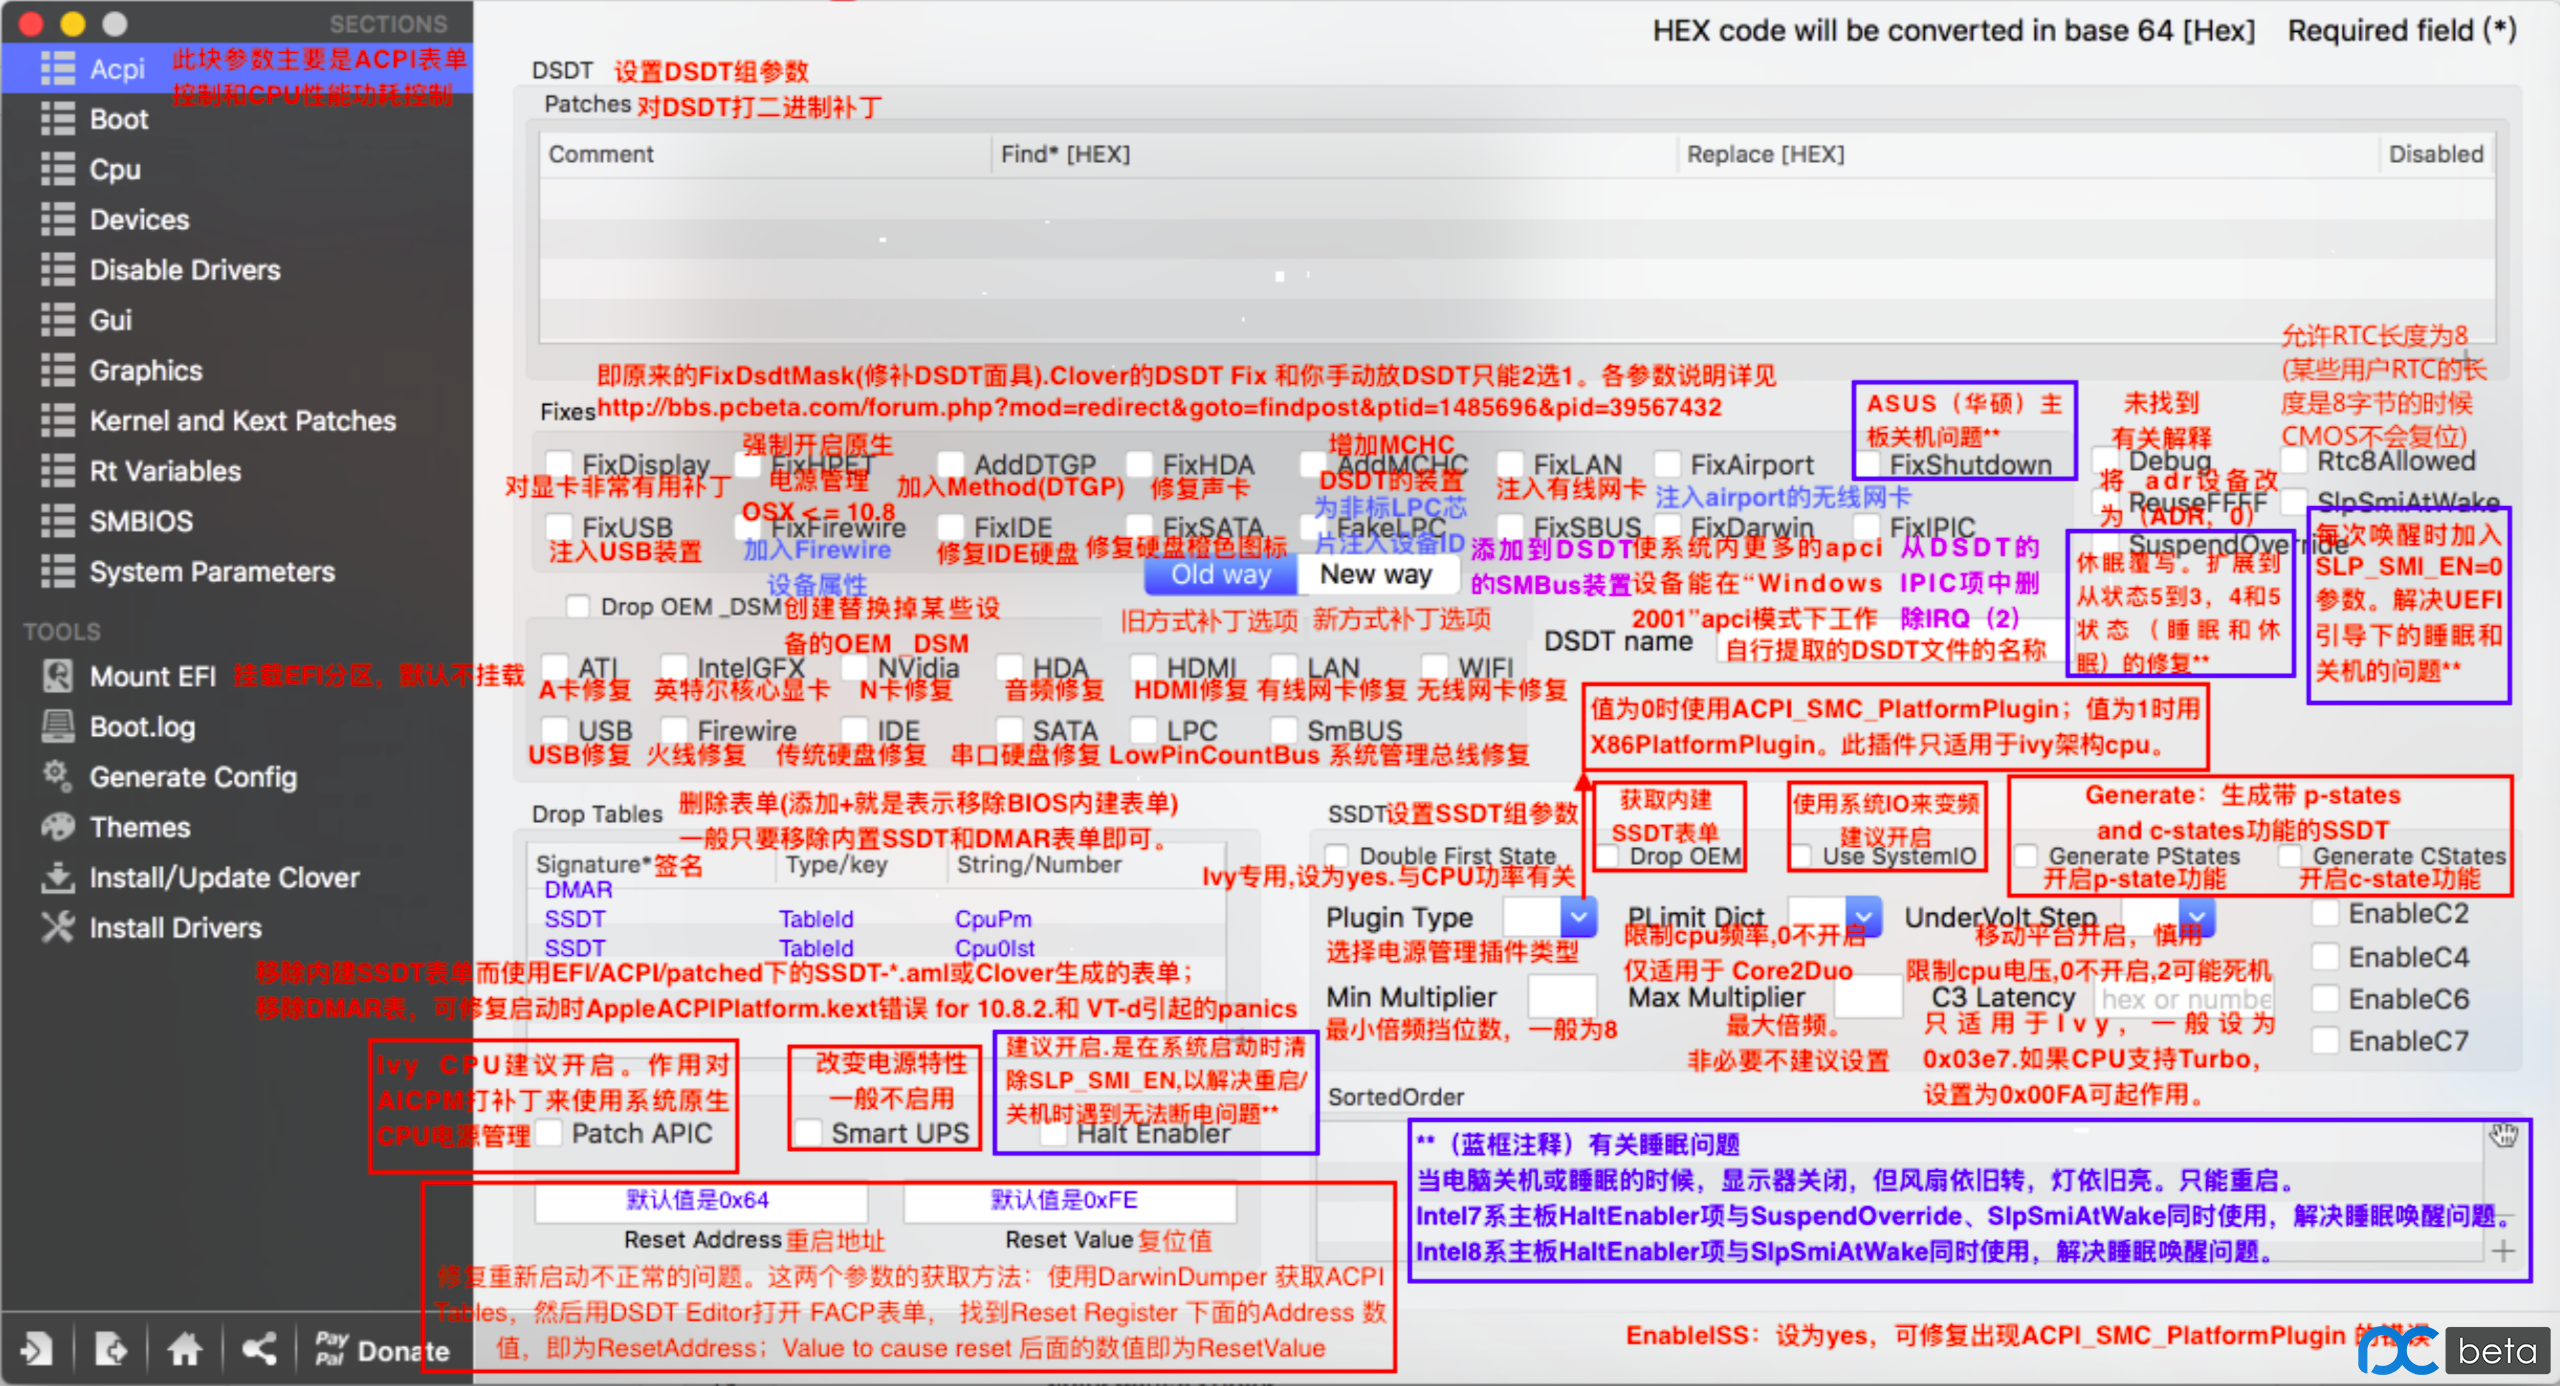 SECTIONS
HEX code will be converted in base 64 [Hex] Required field (*)
Acpi
此块参数主要是ACPI表单
控制和CPU性能功耗控制
Boot
Cpu
Devices
Disable Drivers
Gui
Graphics
Kernel and Kext Patches
Rt Variables
SMBIOS
System Parameters
TOOLS
Mount EFI 挂载EFI分区，默认不挂载
Boot.log
Generate Config
Themes
Install/Update Clover
Install Drivers
Donate
Pay
Pal
DSDT 设置DSDT组参数
Patches 对DSDT打二进制补丁
Comment Find* [HEX] Replace [HEX] Disabled
即原来的FixDsdtMask(修补DSDT面具).Clover的DSDT Fix 和你手动放DSDT只能2选1。各参数说明详见
Fixes http://bbs.pcbeta.com/forum.php?mod=redirect&goto=findpost&ptid=1485696&pid=39567432
ASUS（华硕）主
板关机问题**
未找到
有关解释
允许RTC长度为8
(某些用户RTC的长
度是8字节的时候
CMOS不会复位)
FixDisplay FixHPET AddDTGP FixHDA AddMCHC FixLAN FixAirport FixShutdown Debug Rtc8Allowed
对显卡非常有用补丁
强制开启原生
电源管理
OSX <= 10.8
加入Method(DTGP)
修复声卡
增加MCHC
DSDT的装置
注入有线网卡
注入airport的无线网卡
将_adr设备改
为（ADR，0）
ReuseFFFF SlpSmiAtWake
FixUSB FixFirewire FixIDE FixSATA FakeLPC FixSBUS FixDarwin FixIPIC SuspendOverride
注入USB装置
加入Firewire
设备属性
修复IDE硬盘
修复硬盘橙色图标
为非标LPC芯
片注入设备ID
添加到DSDT
的SMBus装置
使系统内更多的apci
设备能在“Windows
2001”apci模式下工作
从DSDT的
IPIC项中删
除IRQ（2）
休眠覆写。扩展到
从状态5到3，4和5
状态（睡眠和休
眠）的修复**
每次唤醒时加入
SLP_SMI_EN=0
参数。解决UEFI
引导下的睡眠和
关机的问题**
Old way New way
旧方式补丁选项 新方式补丁选项
Drop OEM _DSM 创建替换掉某些设
备的OEM _DSM
DSDT name 自行提取的DSDT文件的名称
ATI IntelGFX NVidia HDA HDMI LAN WIFI
A卡修复 英特尔核心显卡 N卡修复 音频修复 HDMI修复 有线网卡修复 无线网卡修复
USB Firewire IDE SATA LPC SmBUS
USB修复 火线修复 传统硬盘修复 串口硬盘修复 LowPinCountBus 系统管理总线修复
值为0时使用ACPI_SMC_PlatformPlugin；值为1时用
X86PlatformPlugin。此插件只适用于ivy架构cpu。
Drop Tables 删除表单(添加+就是表示移除BIOS内建表单)
一般只要移除内置SSDT和DMAR表单即可。
Signature*签名 Type/key String/Number
DMAR
SSDT TableId CpuPm
SSDT TableId Cpu0Ist
移除内建SSDT表单而使用EFI/ACPI/patched下的SSDT-*.aml或Clover生成的表单；
移除DMAR表，可修复启动时AppleACPIPlatform.kext错误 for 10.8.2.和 VT-d引起的panics
SSDT设置SSDT组参数
获取内建
SSDT表单
使用系统IO来变频
建议开启
Generate：生成带 p-states
and c-states功能的SSDT
Double First State Drop OEM Use SystemIO Generate PStates Generate CStates
Ivy专用,设为yes.与CPU功率有关
开启p-state功能 开启c-state功能
Plugin Type PLimit Dict UnderVolt Step EnableC2
选择电源管理插件类型
限制cpu频率,0不开启
仅适用于 Core2Duo
移动平台开启，慎用
限制cpu电压,0不开启,2可能死机
EnableC4
Min Multiplier Max Multiplier C3 Latency hex or numbe EnableC6
最小倍频挡位数，一般为8
最大倍频。
非必要不建议设置
只适用于Ivy，一般设为
0x03e7.如果CPU支持Turbo,
设置为0x00FA可起作用。
EnableC7
Ivy CPU建议开启。作用对
AICPM打补丁来使用系统原生
CPU电源管理
Patch APIC
改变电源特性
一般不启用
Smart UPS
建议开启.是在系统启动时清
除SLP_SMI_EN,以解决重启/
关机时遇到无法断电问题**
Halt Enabler
SortedOrder
**（蓝框注释）有关睡眠问题
当电脑关机或睡眠的时候，显示器关闭，但风扇依旧转，灯依旧亮。只能重启。
Intel7系主板HaltEnabler项与SuspendOverride、SlpSmiAtWake同时使用，解决睡眠唤醒问题。
Intel8系主板HaltEnabler项与SlpSmiAtWake同时使用，解决睡眠唤醒问题。
默认值是0x64 默认值是0xFE
Reset Address重启地址 Reset Value复位值
修复重新启动不正常的问题。这两个参数的获取方法：使用DarwinDumper 获取ACPI
Tables，然后用DSDT Editor打开 FACP表单， 找到Reset Register 下面的Address 数
值，即为ResetAddress；Value to cause reset 后面的数值即为ResetValue
EnableISS：设为yes，可修复出现ACPI_SMC_PlatformPlugin 的错误
pc beta